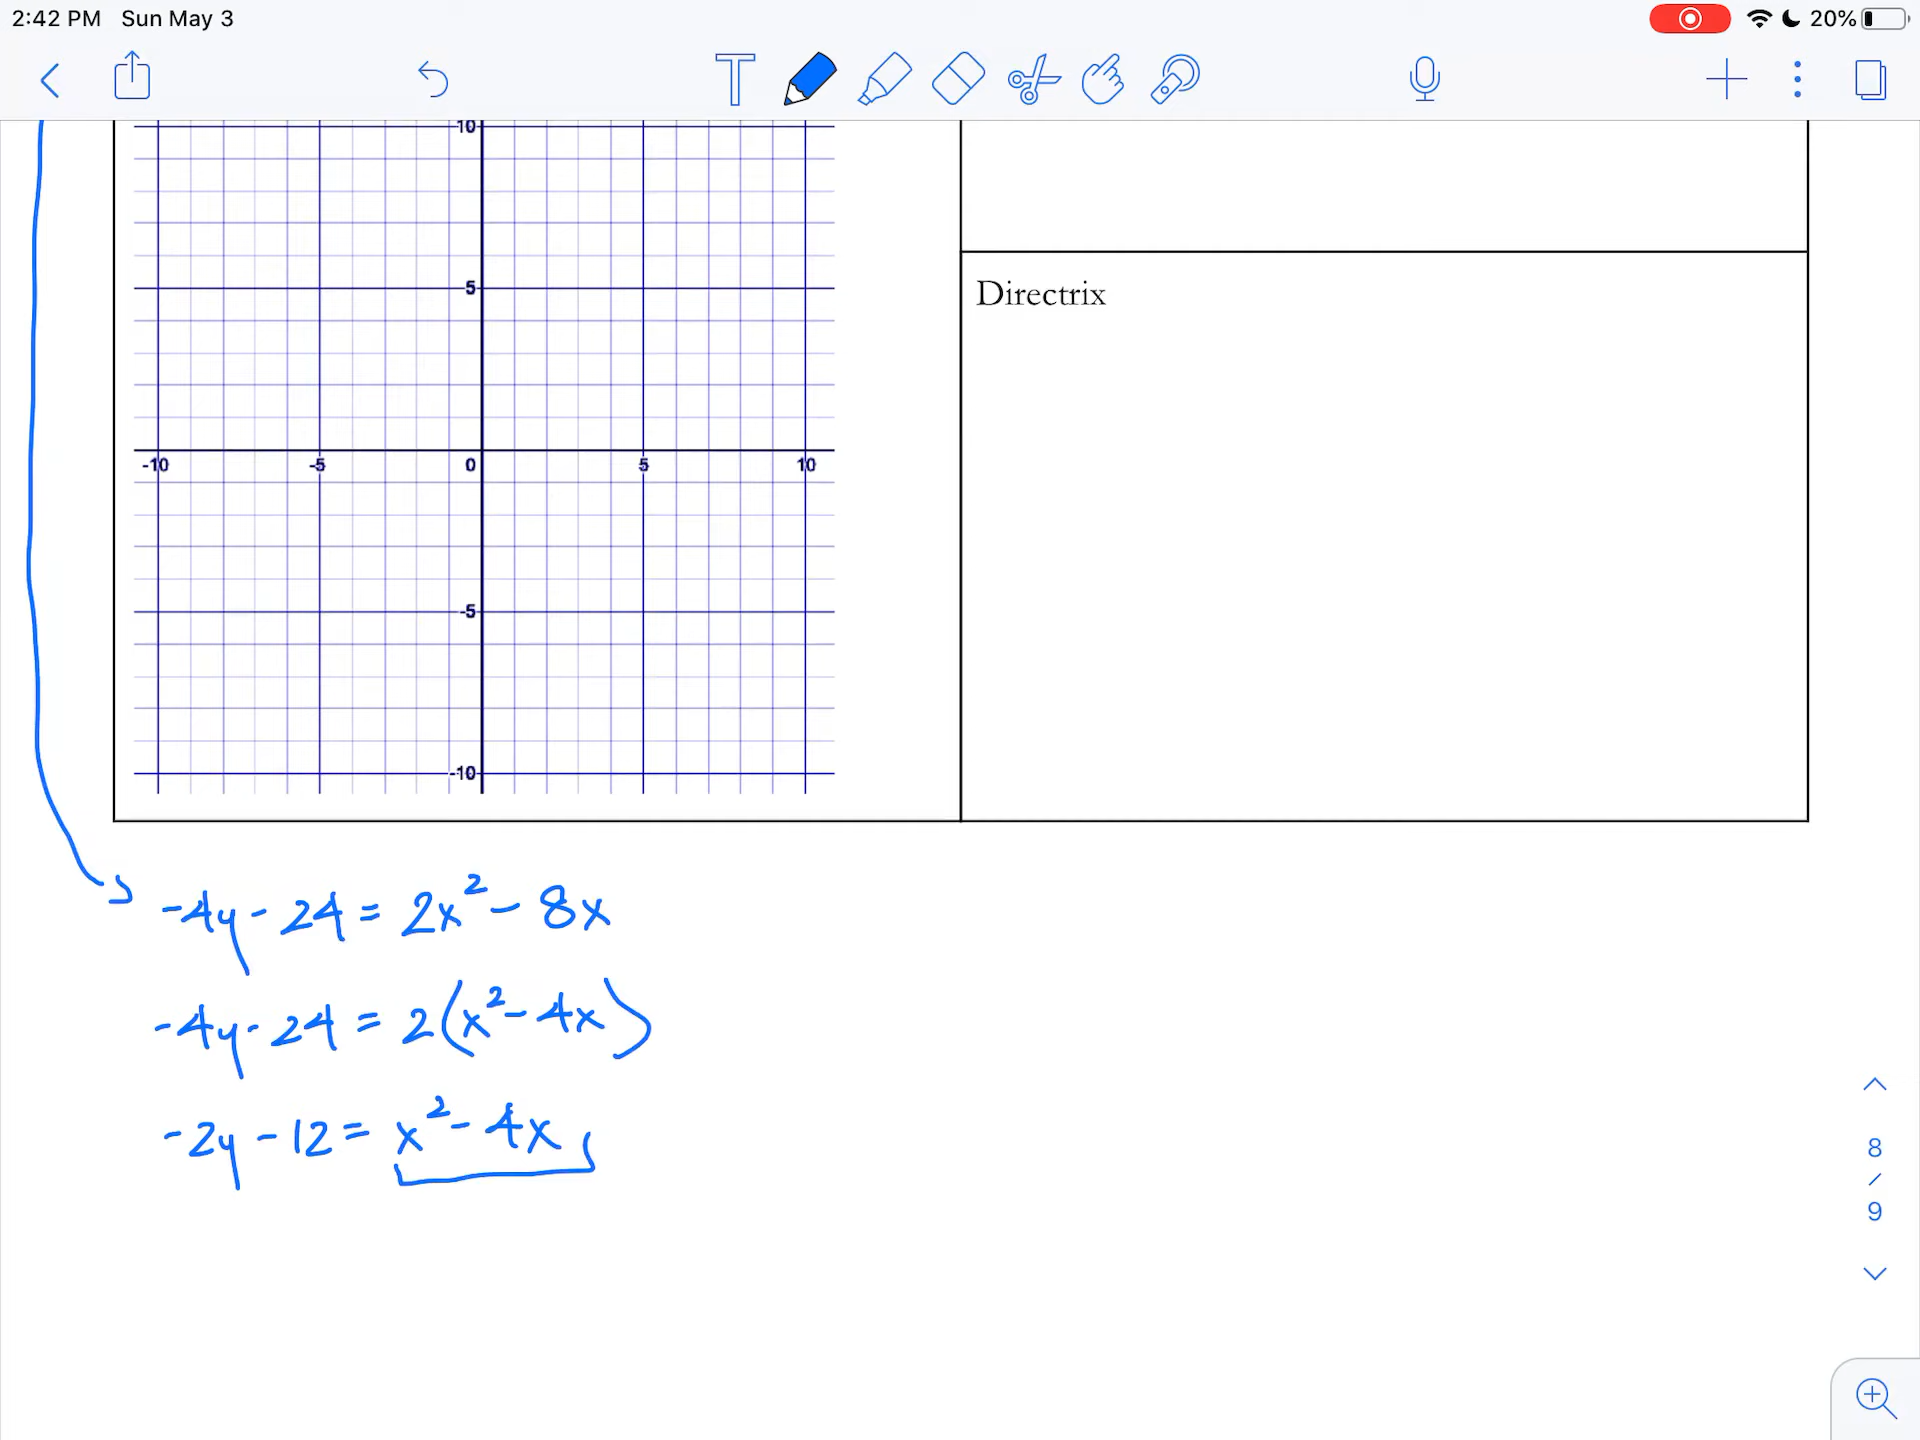 2:42 PM Sun May 3
20%
T
10
5
-10 -5 0 5 10
-5
-10
Directrix
-4y - 24 = 2x² - 8x
-4y - 24 = 2(x² - 4x)
-2y - 12 = x² - 4x
8
/
9